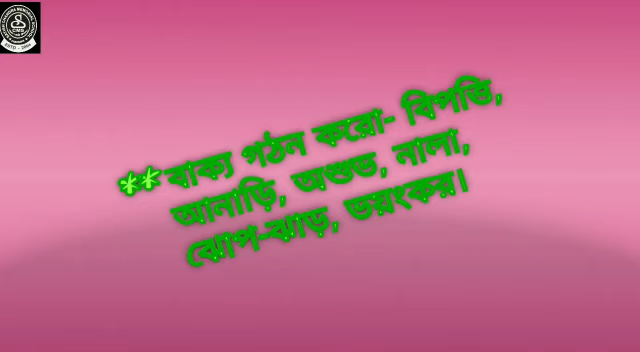 **বাক্য গঠন করো- বিপত্তি,
আনাড়ি, অশুভ, নালা,
ঝোপ-ঝাড়, ভয়ংকর।